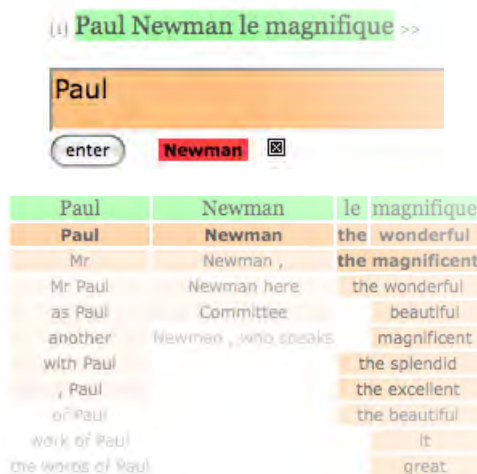 (1) Paul Newman le magnifique >>
Paul
enter Newman
Paul Newman le magnifique
Paul Newman the wonderful
Mr Newman , the magnificent
Mr Paul Newman here the wonderful
as Paul Committee beautiful
another Newmen , who speaks magnificent
with Paul the splendid
, Paul the excellent
of Paul the beautiful
work of Paul it
the words of Paul great